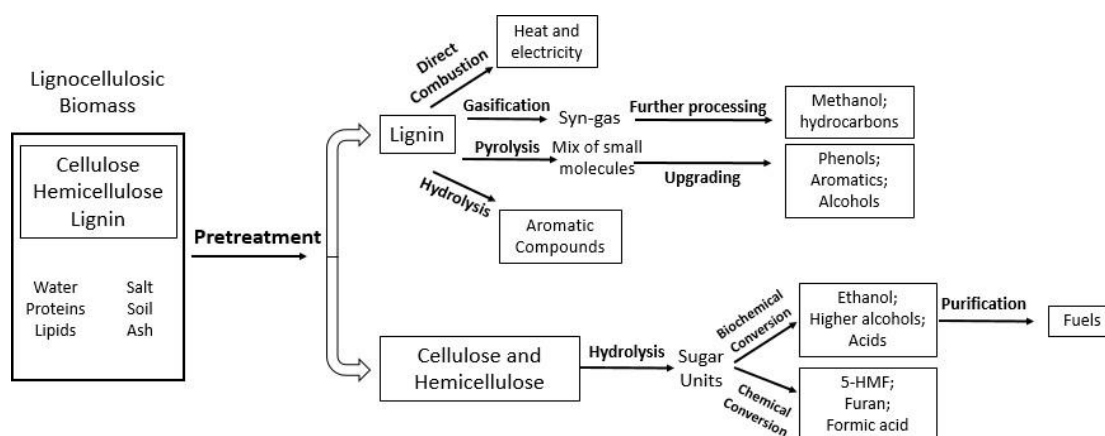 Lignocellulosic
Biomass
Cellulose
Hemicellulose
Lignin
Water
Salt
Proteins
Soil
Lipids
Ash
Pretreatment
Lignin
Direct
Combustion
Heat and
electricity
Gasification
Syn-gas
Further processing
Methanol;
hydrocarbons
Pyrolysis
Mix of small
molecules
Upgrading
Phenols;
Aromatics;
Alcohols
Hydrolysis
Aromatic
Compounds
Cellulose and
Hemicellulose
Hydrolysis
Sugar
Units
Biochemical
Conversion
Ethanol;
Higher alcohols;
Acids
Purification
Fuels
Chemical
Conversion
5-HMF;
Furan;
Formic acid